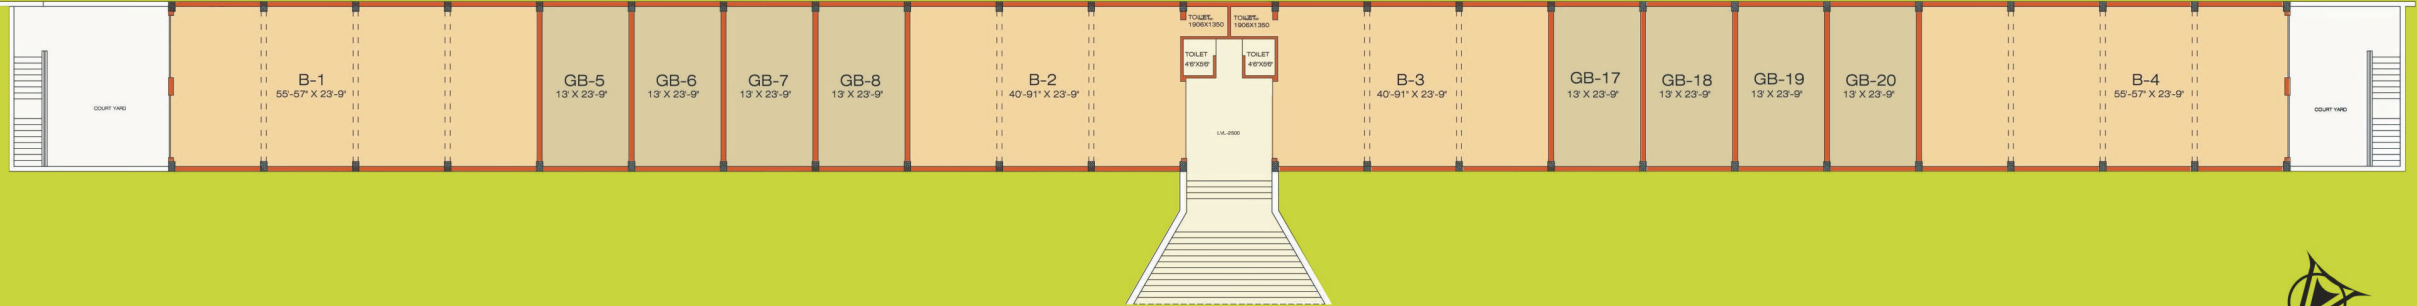 TOILET
1906X1350
TOILET
1906X1350
TOILET
4'6"X5'6"
TOILET
4'6"X5'6"
B-1
55'-57" X 23'-9"
GB-5
13' X 23'-9"
GB-6
13' X 23'-9"
GB-7
13' X 23'-9"
GB-8
13' X 23'-9"
B-2
40'-91" X 23'-9"
B-3
40'-91" X 23'-9"
GB-17
13' X 23'-9"
GB-18
13' X 23'-9"
GB-19
13' X 23'-9"
GB-20
13' X 23'-9"
B-4
55'-57" X 23'-9"
COURT YARD
COURT YARD
LVL-2500